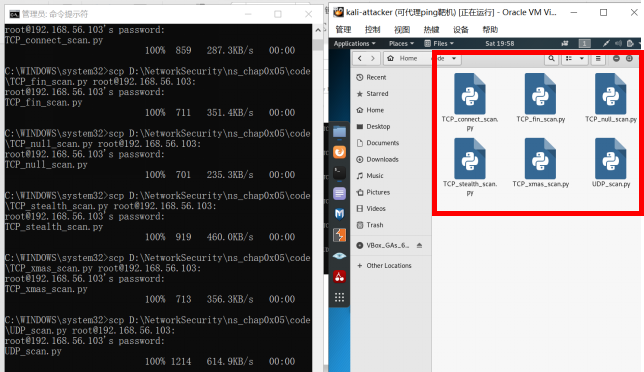 管理员: 命令提示符
root@192.168.56.103's password:
TCP_connect_scan.py
100% 859 287.3KB/s 00:00
C:\WINDOWS\system32>scp D:\NetworkSecurity\ns_chap0x05\code
\TCP_fin_scan.py root@192.168.56.103:
root@192.168.56.103's password:
TCP_fin_scan.py
100% 711 351.4KB/s 00:00
C:\WINDOWS\system32>scp D:\NetworkSecurity\ns_chap0x05\code
\TCP_null_scan.py root@192.168.56.103:
root@192.168.56.103's password:
TCP_null_scan.py
100% 701 235.3KB/s 00:00
C:\WINDOWS\system32>scp D:\NetworkSecurity\ns_chap0x05\code
\TCP_stealth_scan.py root@192.168.56.103:
root@192.168.56.103's password:
TCP_stealth_scan.py
100% 919 460.0KB/s 00:00
C:\WINDOWS\system32>scp D:\NetworkSecurity\ns_chap0x05\code
\TCP_xmas_scan.py root@192.168.56.103:
root@192.168.56.103's password:
TCP_xmas_scan.py
100% 713 356.3KB/s 00:00
C:\WINDOWS\system32>scp D:\NetworkSecurity\ns_chap0x05\code
\UDP_scan.py root@192.168.56.103:
root@192.168.56.103's password:
UDP_scan.py
100% 1214 614.9KB/s 00:00
kali-attacker (可代理ping靶机) [正在运行] - Oracle VM Vi...
管理 控制 视图 热键 设备 帮助
Applications Places Files Sat 19:58 1
Home code
Recent
Starred
Home
Desktop
Documents
Downloads
Music
Pictures
Videos
Trash
VBox_GAs_6...
+ Other Locations
TCP_connect_scan.
py
TCP_fin_scan.py
TCP_null_scan.py
TCP_stealth_scan.
py
TCP_xmas_scan.py
UDP_scan.py